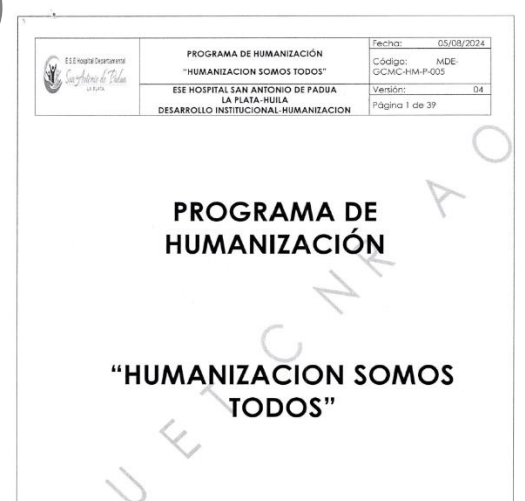 E.S.E Hospital Departamental
San Antonio de Padua
LA PLATA
PROGRAMA DE HUMANIZACIÓN
"HUMANIZACION SOMOS TODOS"
ESE HOSPITAL SAN ANTONIO DE PADUA
LA PLATA-HUILA
DESARROLLO INSTITUCIONAL-HUMANIZACION
Fecha: 05/08/2024
Código: MDE-
GCMC-HM-P-005
Versión: 04
Página 1 de 39
PROGRAMA DE
HUMANIZACIÓN
“HUMANIZACION SOMOS
TODOS”